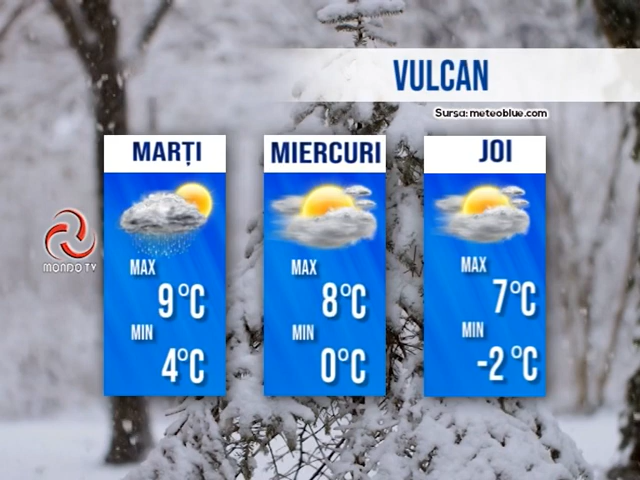 VULCAN
Sursa: meteoblue.com
MARȚI
MAX
9°C
MIN
4°C
MIERCURI
MAX
8°C
MIN
0°C
JOI
MAX
7°C
MIN
-2 °C
MONDO TV